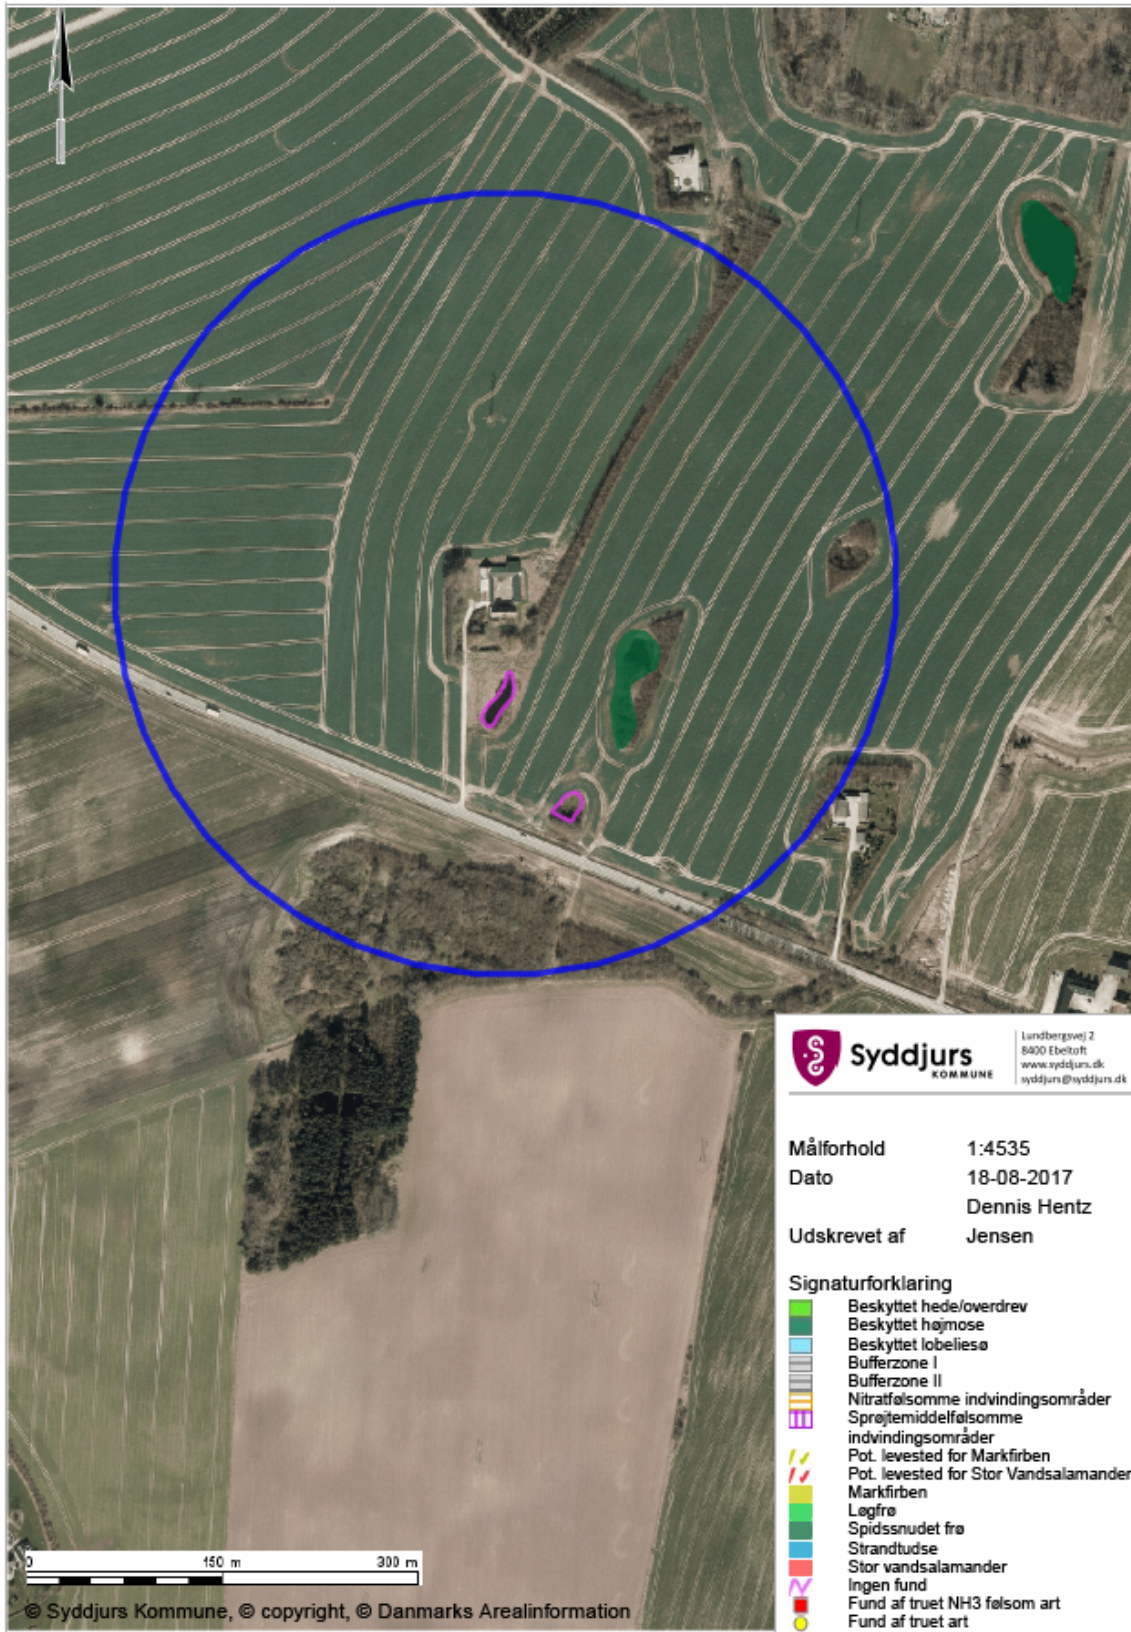 Syddjurs
KOMMUNE
Lundbergsvej 2
8400 Ebeltoft
www.syddjurs.dk
syddjurs@syddjurs.dk
Målforhold 1:4535
Dato 18-08-2017
Dennis Hentz
Udskrevet af Jensen
Signaturforklaring
Beskyttet hede/overdrev
Beskyttet højmose
Beskyttet lobeliesø
Bufferzone I
Bufferzone II
Nitratfølsomme indvindingsområder
Sprøjtemiddelfølsomme
indvindingsområder
Pot. levested for Markfirben
Pot. levested for Stor Vandsalamander
Markfirben
Løgfrø
Spidssnudet frø
Strandtudse
Stor vandsalamander
Ingen fund
Fund af truet NH3 følsom art
Fund af truet art
0 150 m 300 m
© Syddjurs Kommune, © copyright, © Danmarks Arealinformation